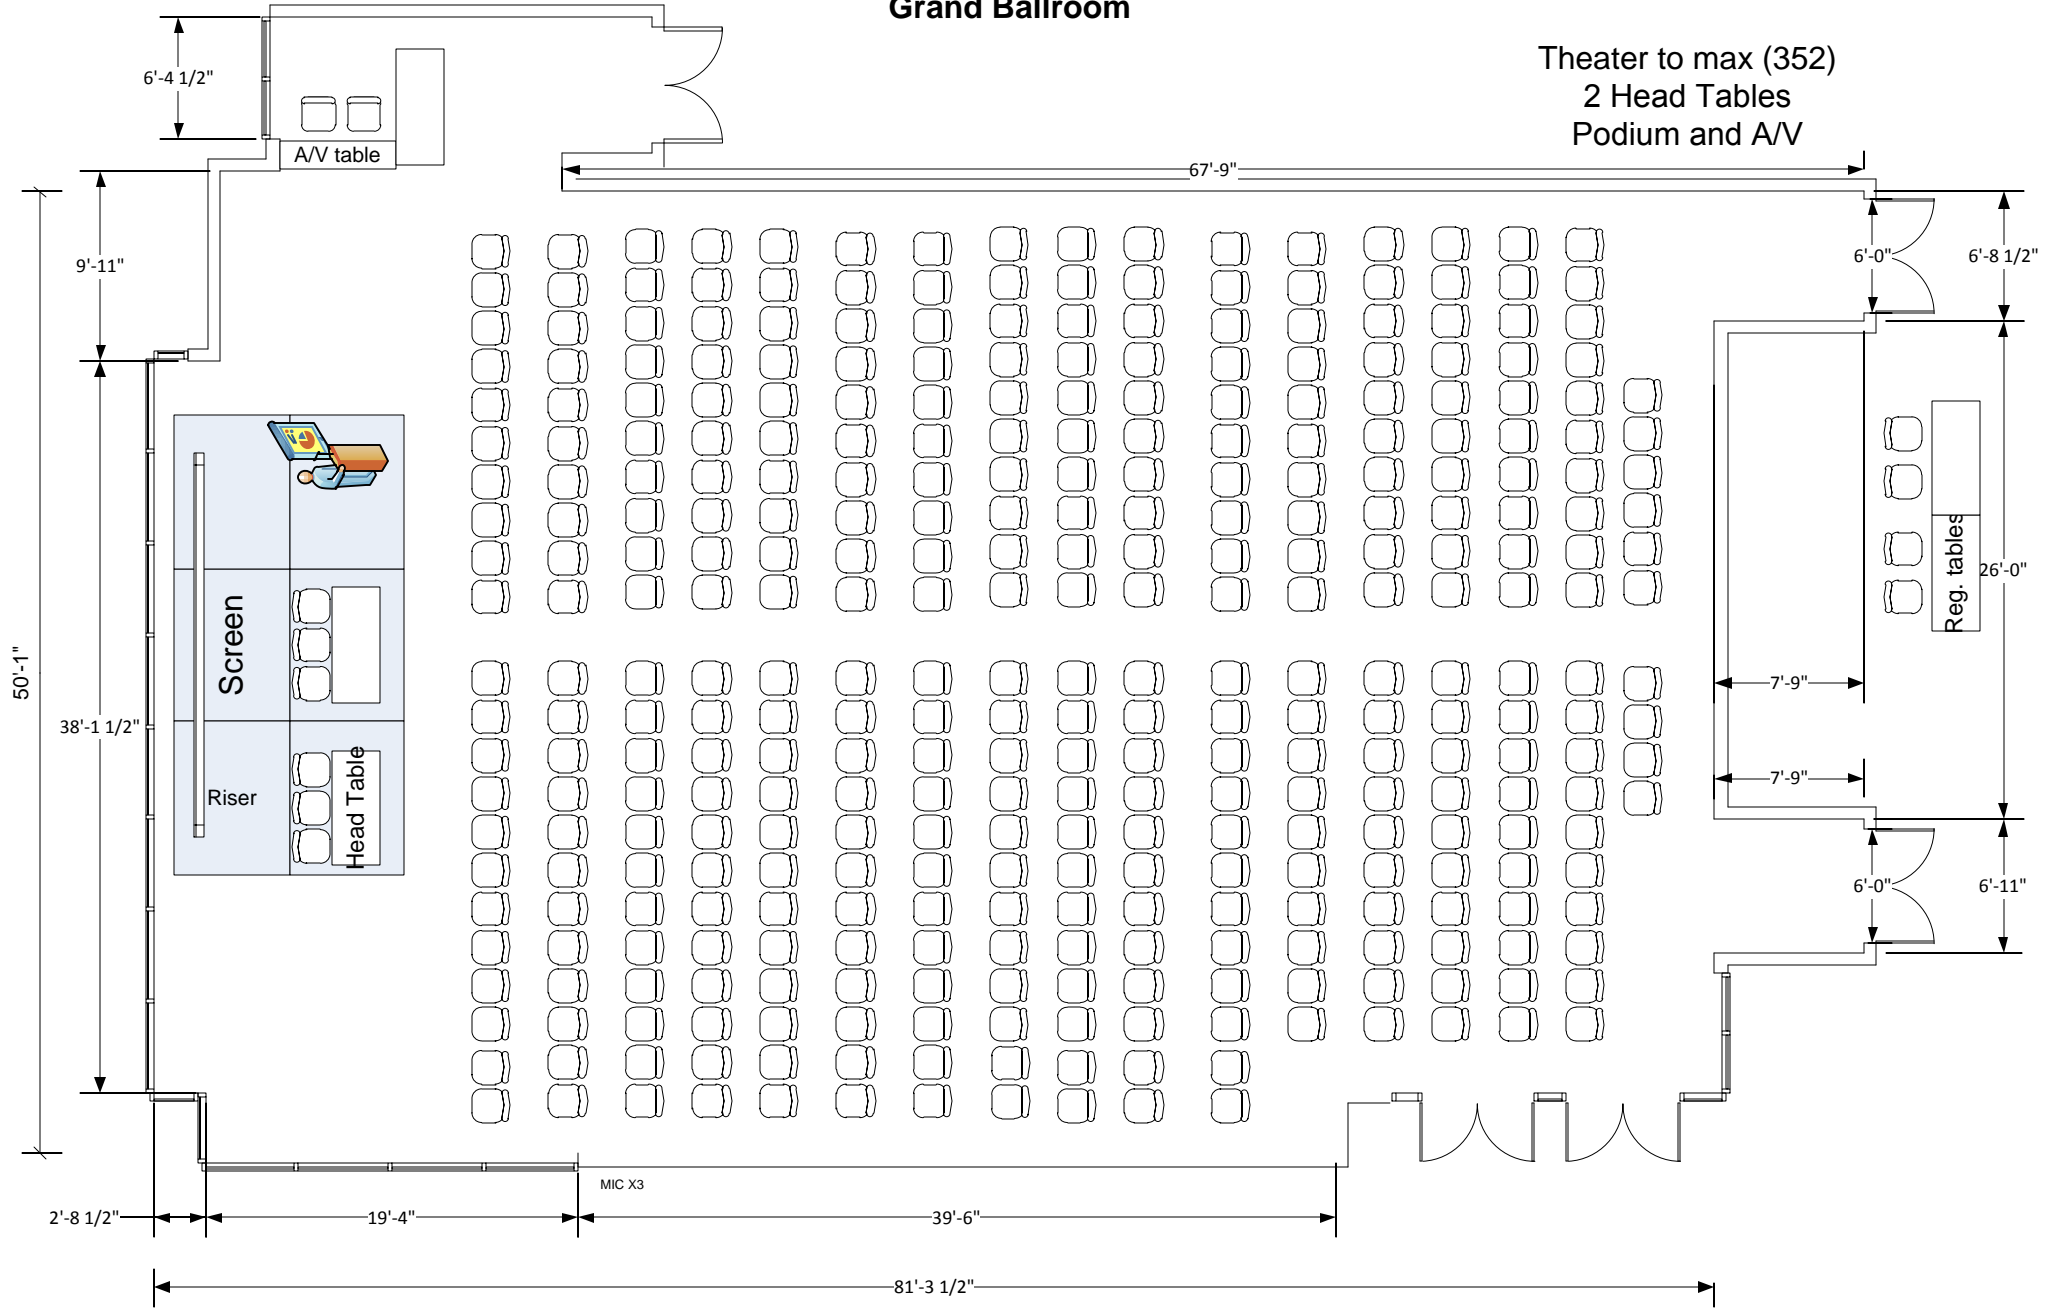 Grand Ballroom
Theater to max (352)
2 Head Tables
Podium and A/V
6'-4 1/2"
A/V table
67'-9"
9'-11"
6'-0"
6'-8 1/2"
50'-1"
38'-1 1/2"
Screen
Riser
Head Table
Reg. tables
26'-0"
7'-9"
7'-9"
6'-0"
6'-11"
MIC X3
2'-8 1/2"
19'-4"
39'-6"
81'-3 1/2"